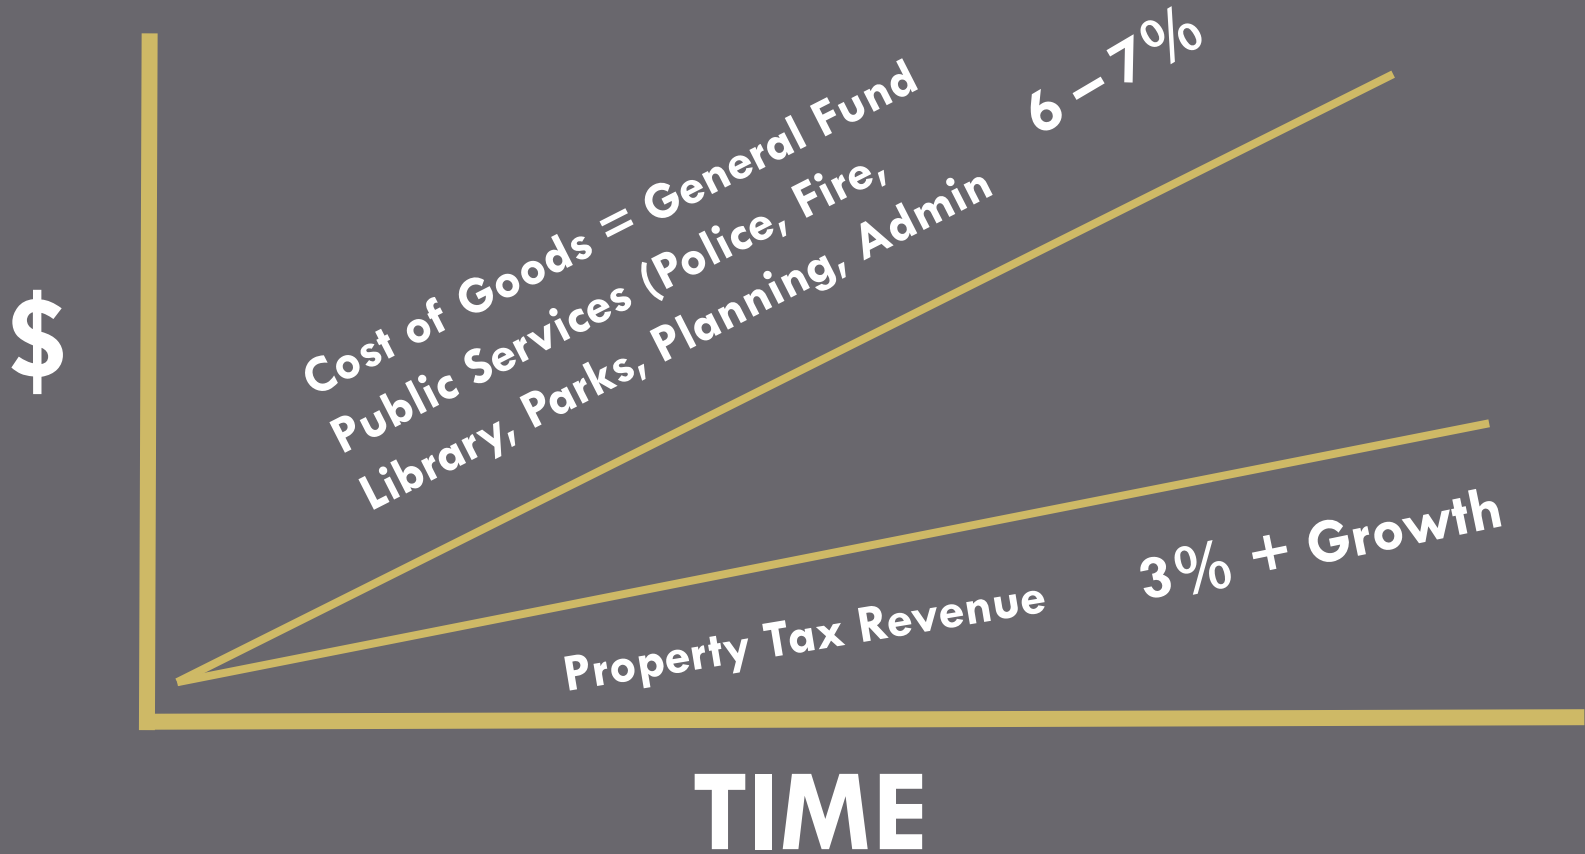 Cost of Goods = General Fund
Public Services (Police, Fire,
Library, Parks, Planning, Admin
6 – 7%
$
3% + Growth
Property Tax Revenue
TIME